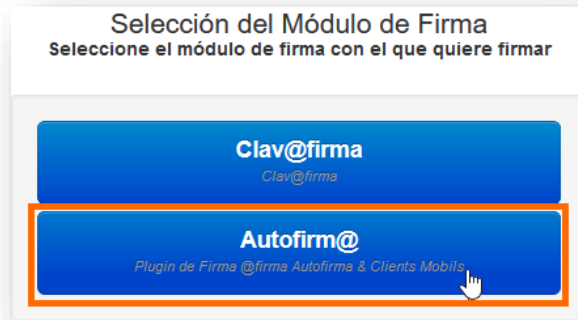 Selección del Módulo de Firma
Seleccione el módulo de firma con el que quiere firmar
Clav@firma
Clav@firma
Autofirm@
Plugin de Firma @firma Autofirma & Clients Mobils